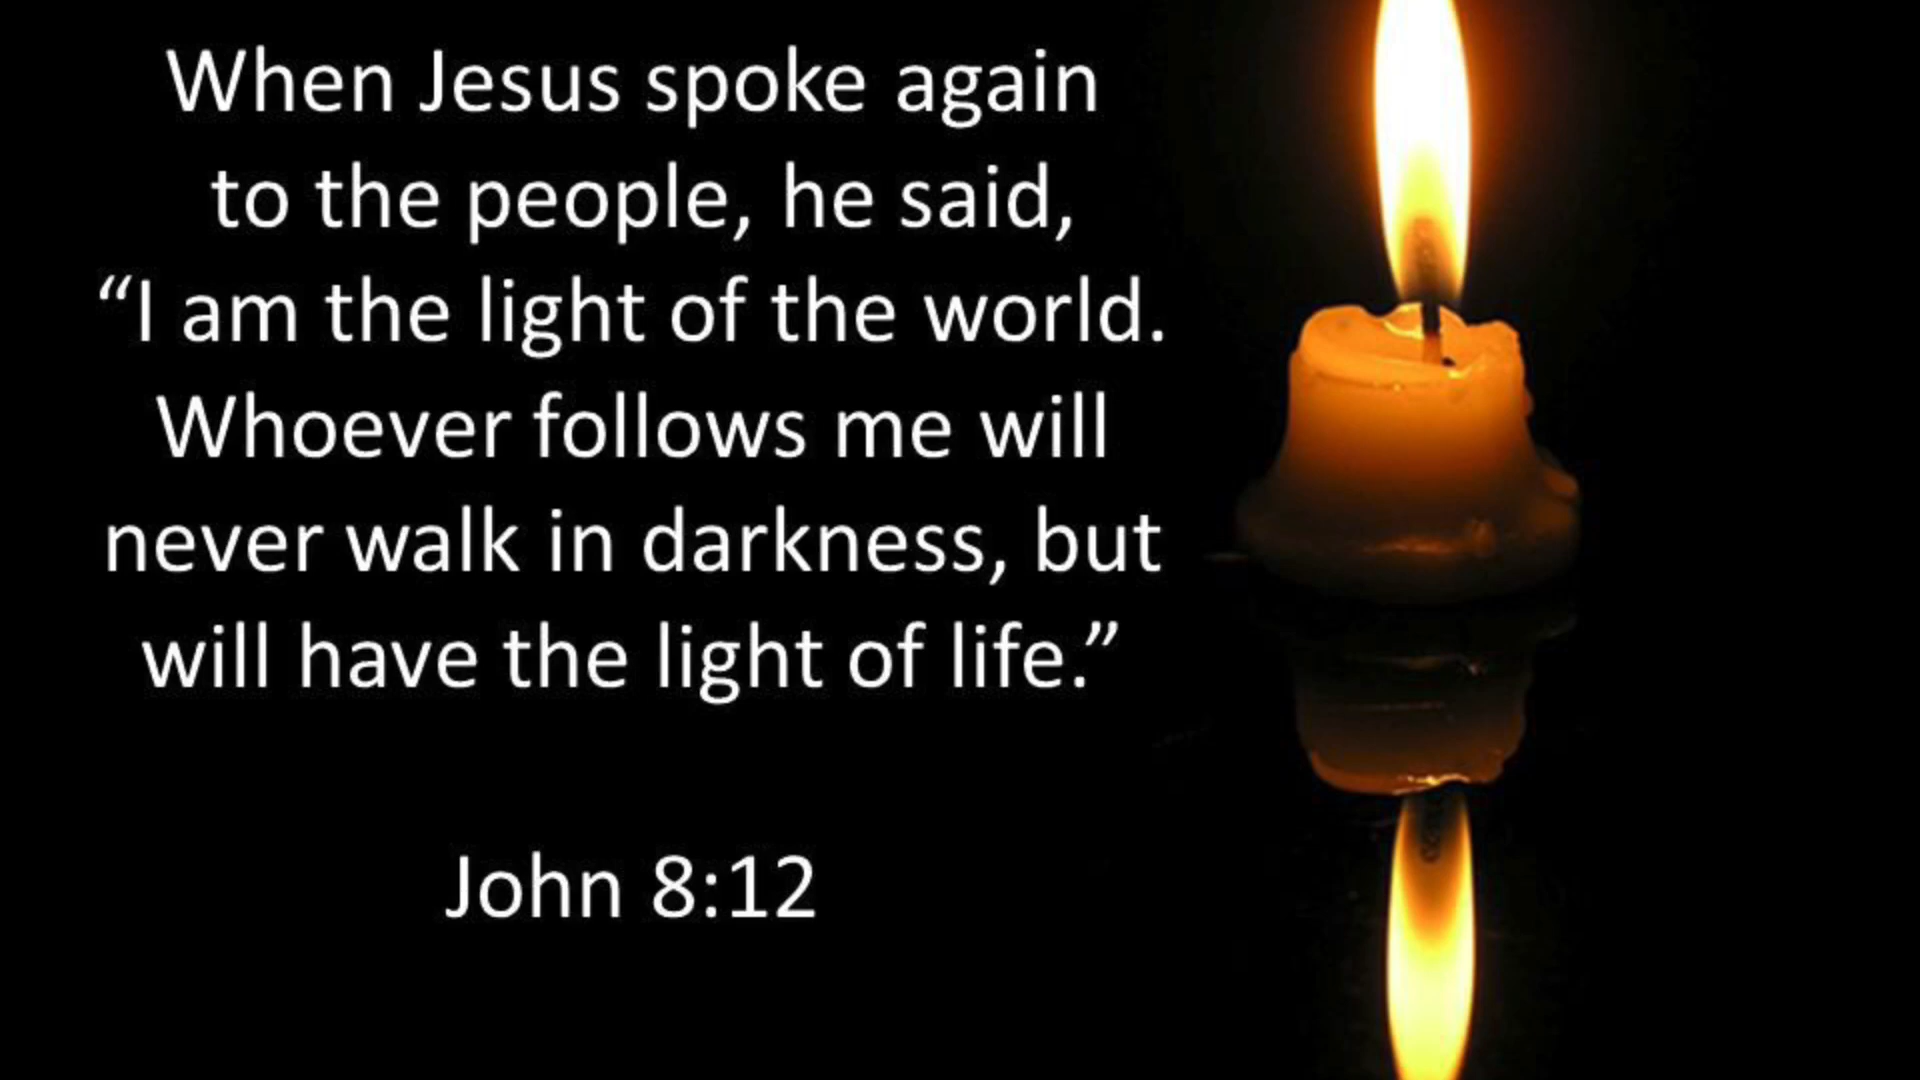 When Jesus spoke again
to the people, he said,
“I am the light of the world.
Whoever follows me will
never walk in darkness, but
will have the light of life.”
John 8:12